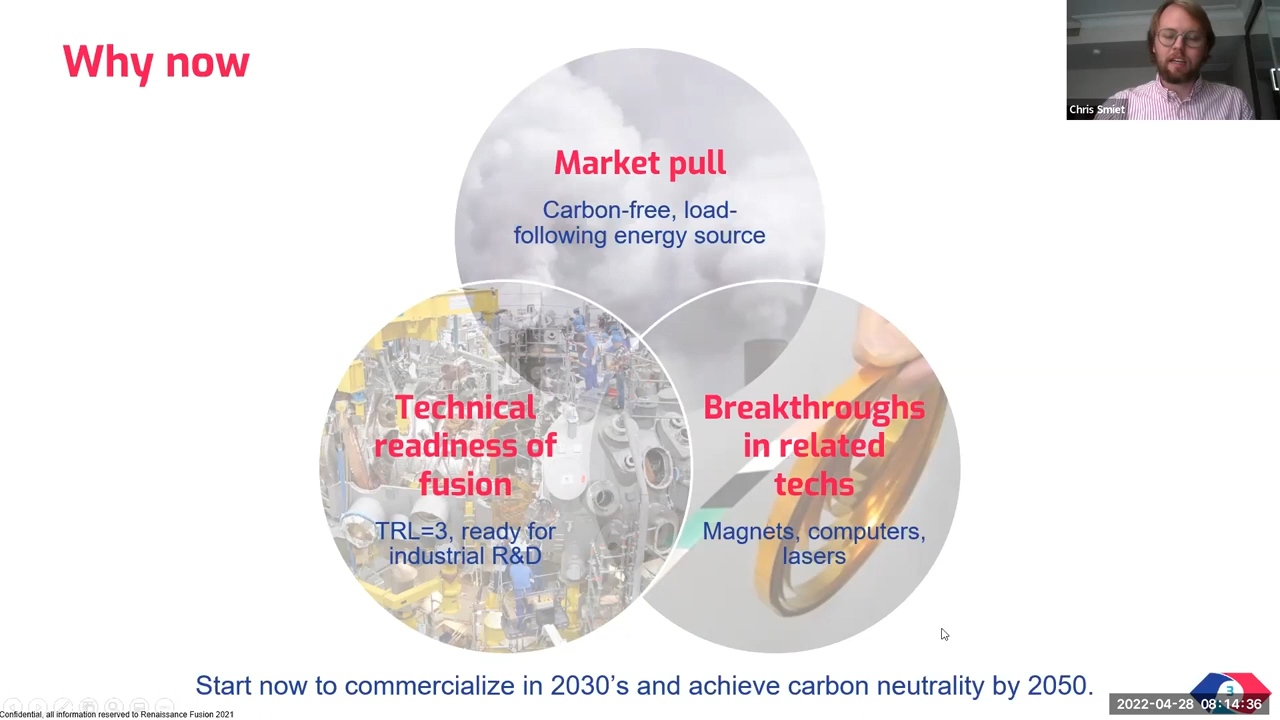 Why now
Chris Smiet
Market pull
Carbon-free, load-
following energy source
Technical
readiness of
fusion
TRL=3, ready for
industrial R&D
Breakthroughs
in related
techs
Magnets, computers,
lasers
Start now to commercialize in 2030's and achieve carbon neutrality by 2050.
3
2022-04-28 08:14:36
Confidential, all information reserved to Renaissance Fusion 2021